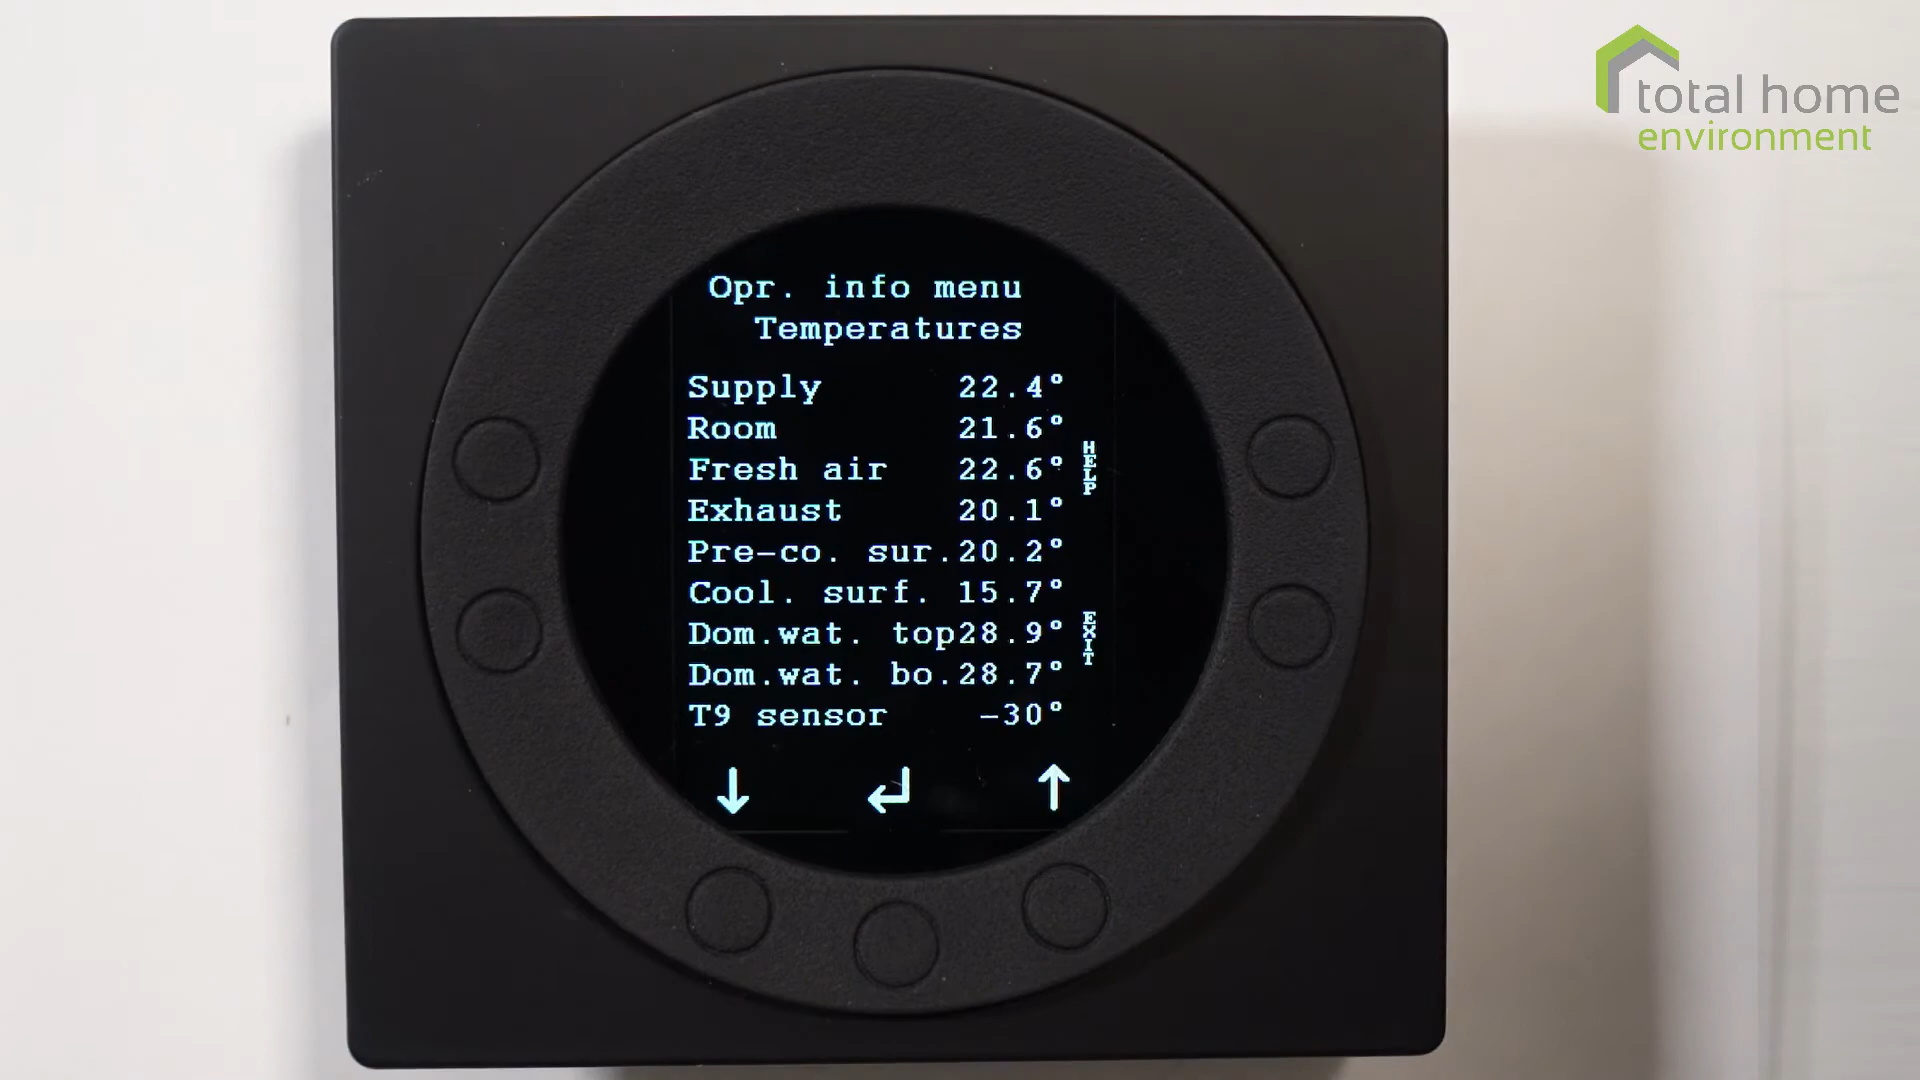 total home
environment
Opr. info menu
Temperatures
Supply 22.4°
Room 21.6°
Fresh air 22.6°
Exhaust 20.1°
Pre-co. sur.20.2°
Cool. surf. 15.7°
Dom.wat. top28.9°
Dom.wat. bo.28.7°
T9 sensor -30°
HELP
EXIT